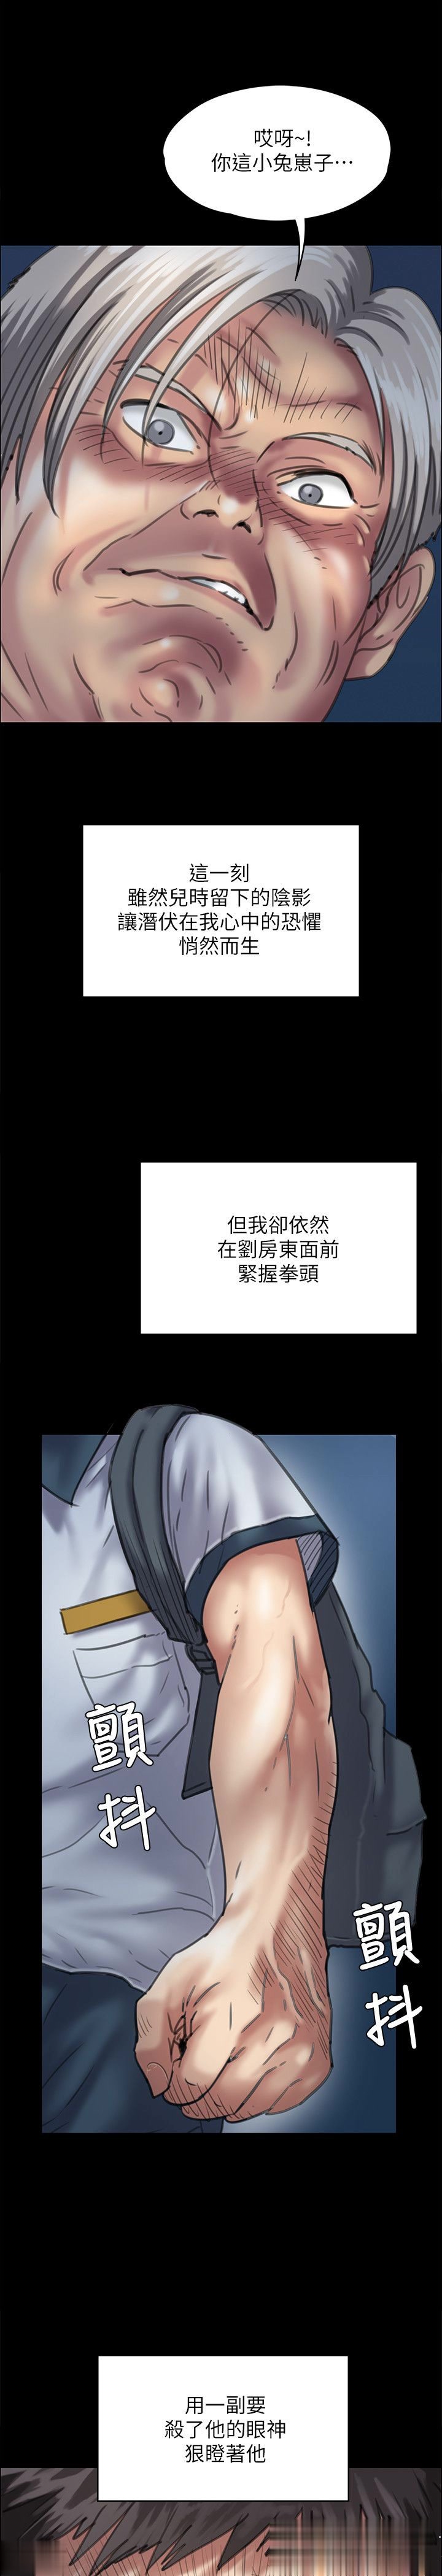 哎呀~!
你這小兔崽子…
這一刻
雖然兒時留下的陰影
讓潛伏在我心中的恐懼
悄然而生
但我卻依然
在劉房東面前
緊握拳頭
顫
抖
顫
抖
用一副要
殺了他的眼神
狠瞪著他